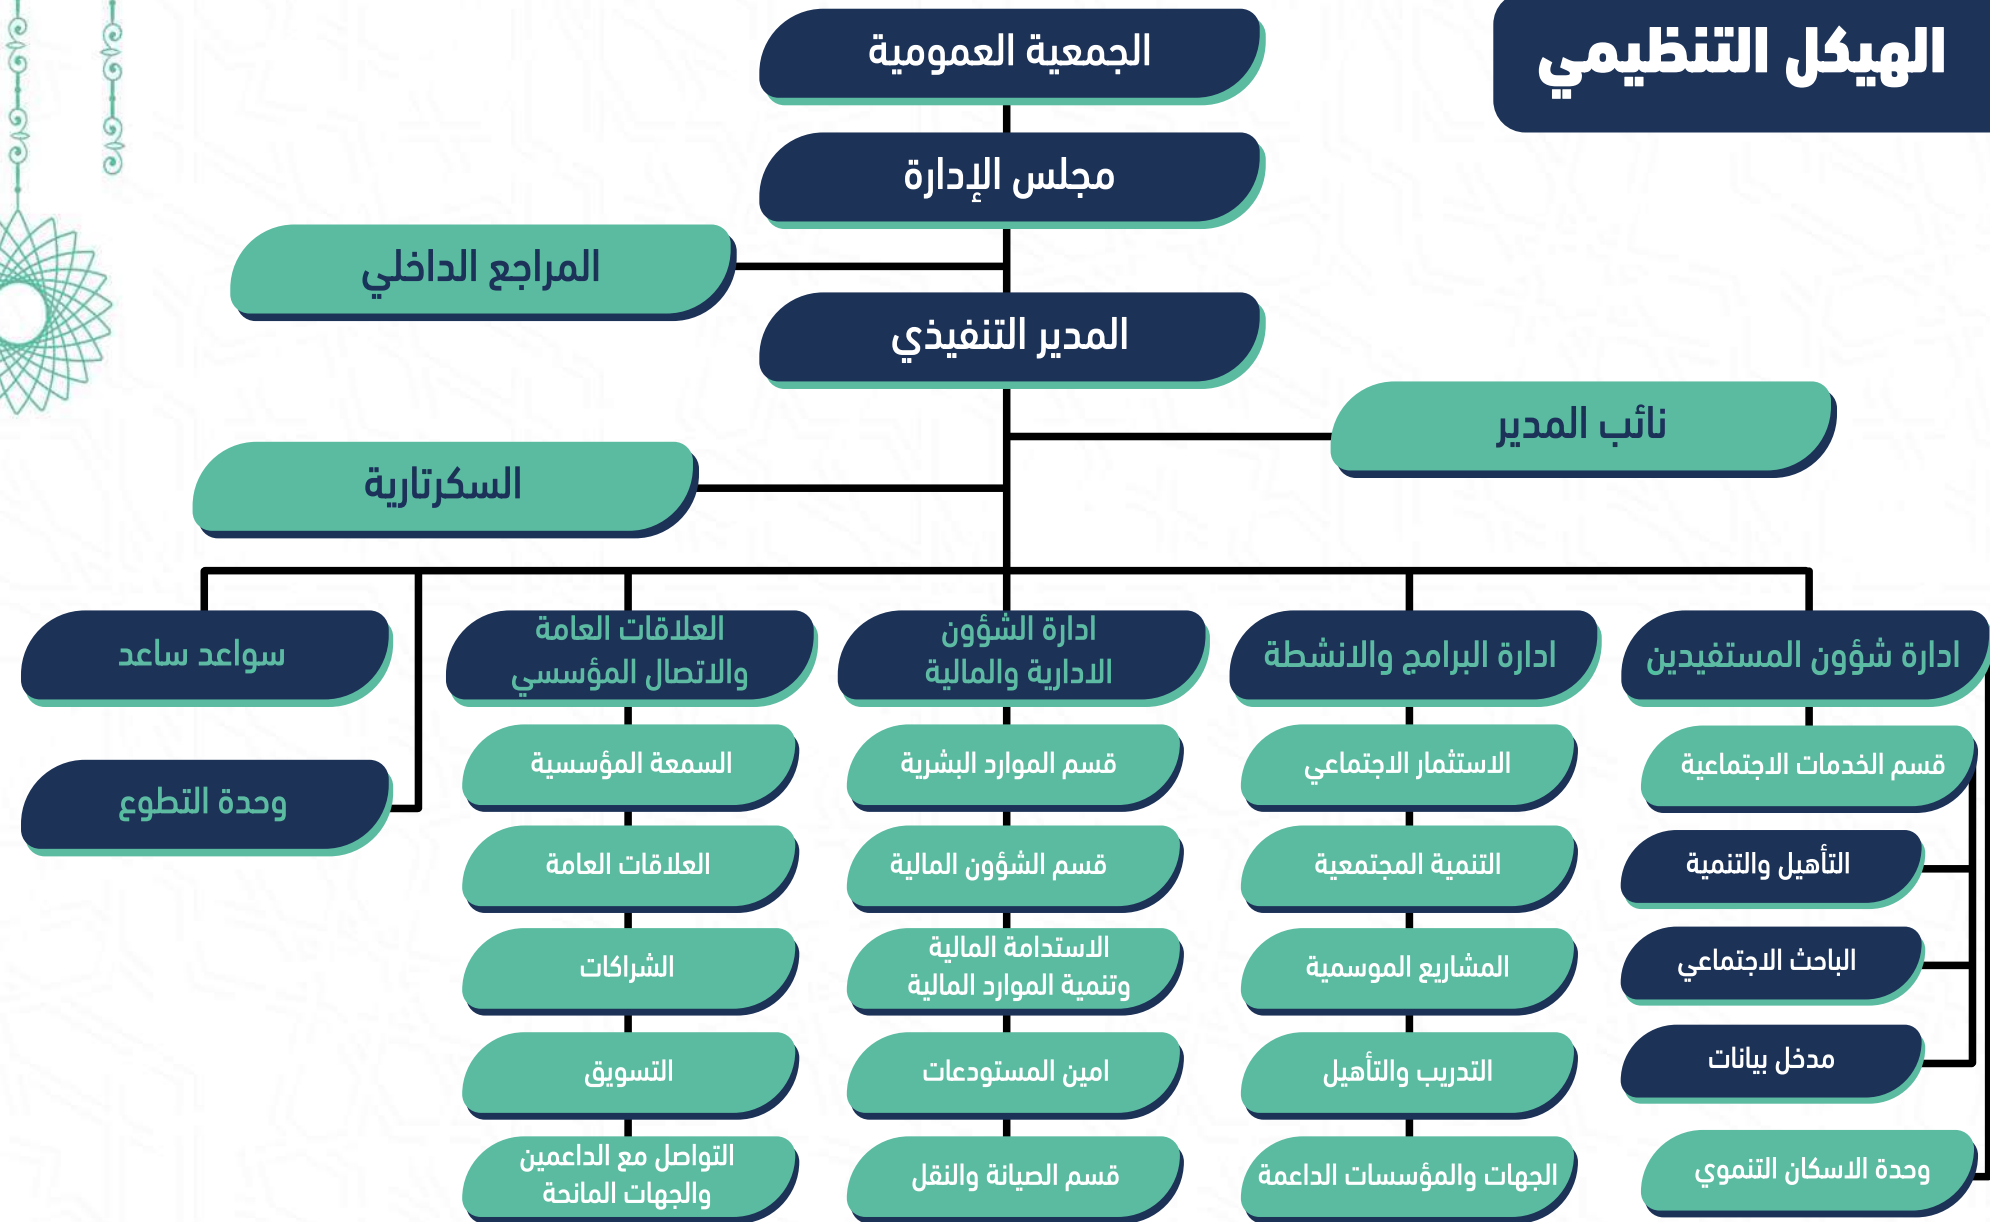 الهيكل التنظيمي
الجمعية العمومية
مجلس الإدارة
المراجع الداخلي
المدير التنفيذي
نائب المدير
السكرتارية
ادارة شؤون المستفيدين
قسم الخدمات الاجتماعية
التأهيل والتنمية
الباحث الاجتماعي
مدخل بيانات
وحدة الاسكان التنموي
ادارة البرامج والانشطة
الاستثمار الاجتماعي
التنمية المجتمعية
المشاريع الموسمية
التدريب والتأهيل
الجهات والمؤسسات الداعمة
ادارة الشؤون
الادارية والمالية
قسم الموارد البشرية
قسم الشؤون المالية
الاستدامة المالية
وتنمية الموارد المالية
امين المستودعات
قسم الصيانة والنقل
العلاقات العامة
والاتصال المؤسسي
السمعة المؤسسية
العلاقات العامة
الشراكات
التسويق
التواصل مع الداعمين
والجهات المانحة
سواعد ساعد
وحدة التطوع